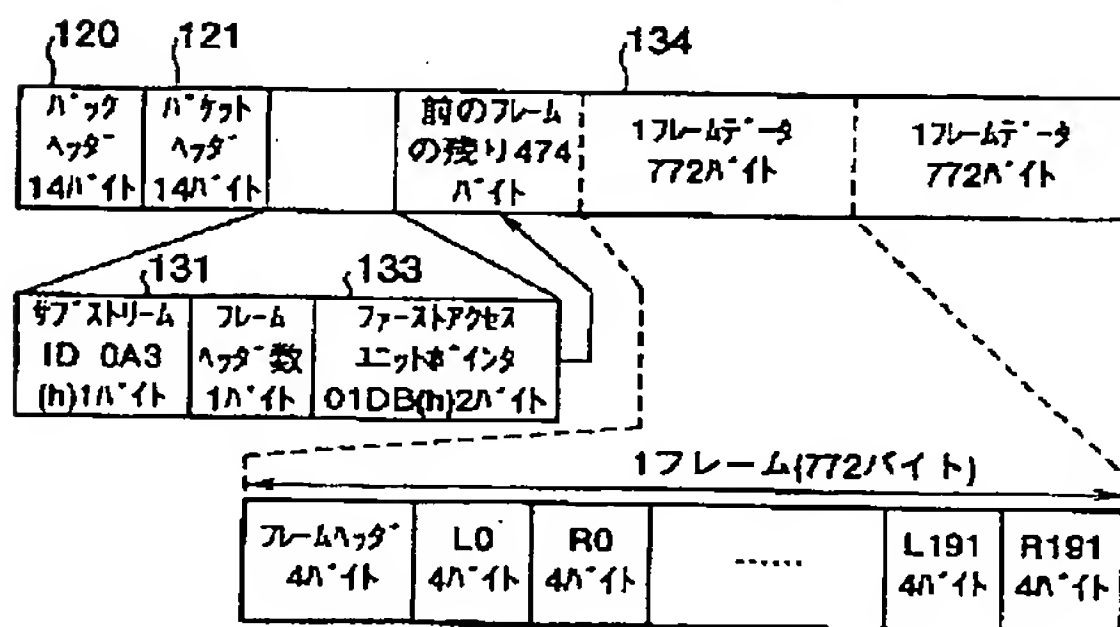 120
121
134
ﾊﾟｯｸ
ﾍｯﾀﾞｰ
14ﾊﾞｲﾄ
ﾊﾟｹｯﾄ
ﾍｯﾀﾞｰ
14ﾊﾞｲﾄ
前のﾌﾚｰﾑ
の残り474
ﾊﾞｲﾄ
1ﾌﾚｰﾑﾃﾞｰﾀ
772ﾊﾞｲﾄ
1ﾌﾚｰﾑﾃﾞｰﾀ
772ﾊﾞｲﾄ
131
133
ｻﾌﾞｽﾄﾘｰﾑ
ID 0A3
(h)1ﾊﾞｲﾄ
ﾌﾚｰﾑ
ﾍｯﾀﾞｰ数
1ﾊﾞｲﾄ
ﾌｧｰｽﾄｱｸｾｽ
ﾕﾆｯﾄﾎﾟｲﾝﾀ
01DB(h)2ﾊﾞｲﾄ
1フレーム(772バイト)
ﾌﾚｰﾑﾍｯﾀﾞｰ
4ﾊﾞｲﾄ
L0
4ﾊﾞｲﾄ
R0
4ﾊﾞｲﾄ
……
L191
4ﾊﾞｲﾄ
R191
4ﾊﾞｲﾄ